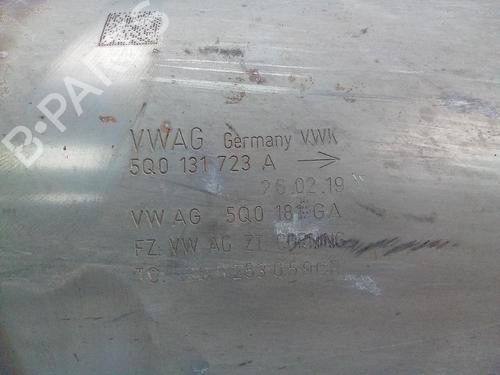 B-PARTS
VWAG Germany VWK
5Q0 131 723 A
26.02.19
VW AG 5Q0 181 GA
FZ. VW AG ZT. CORNING